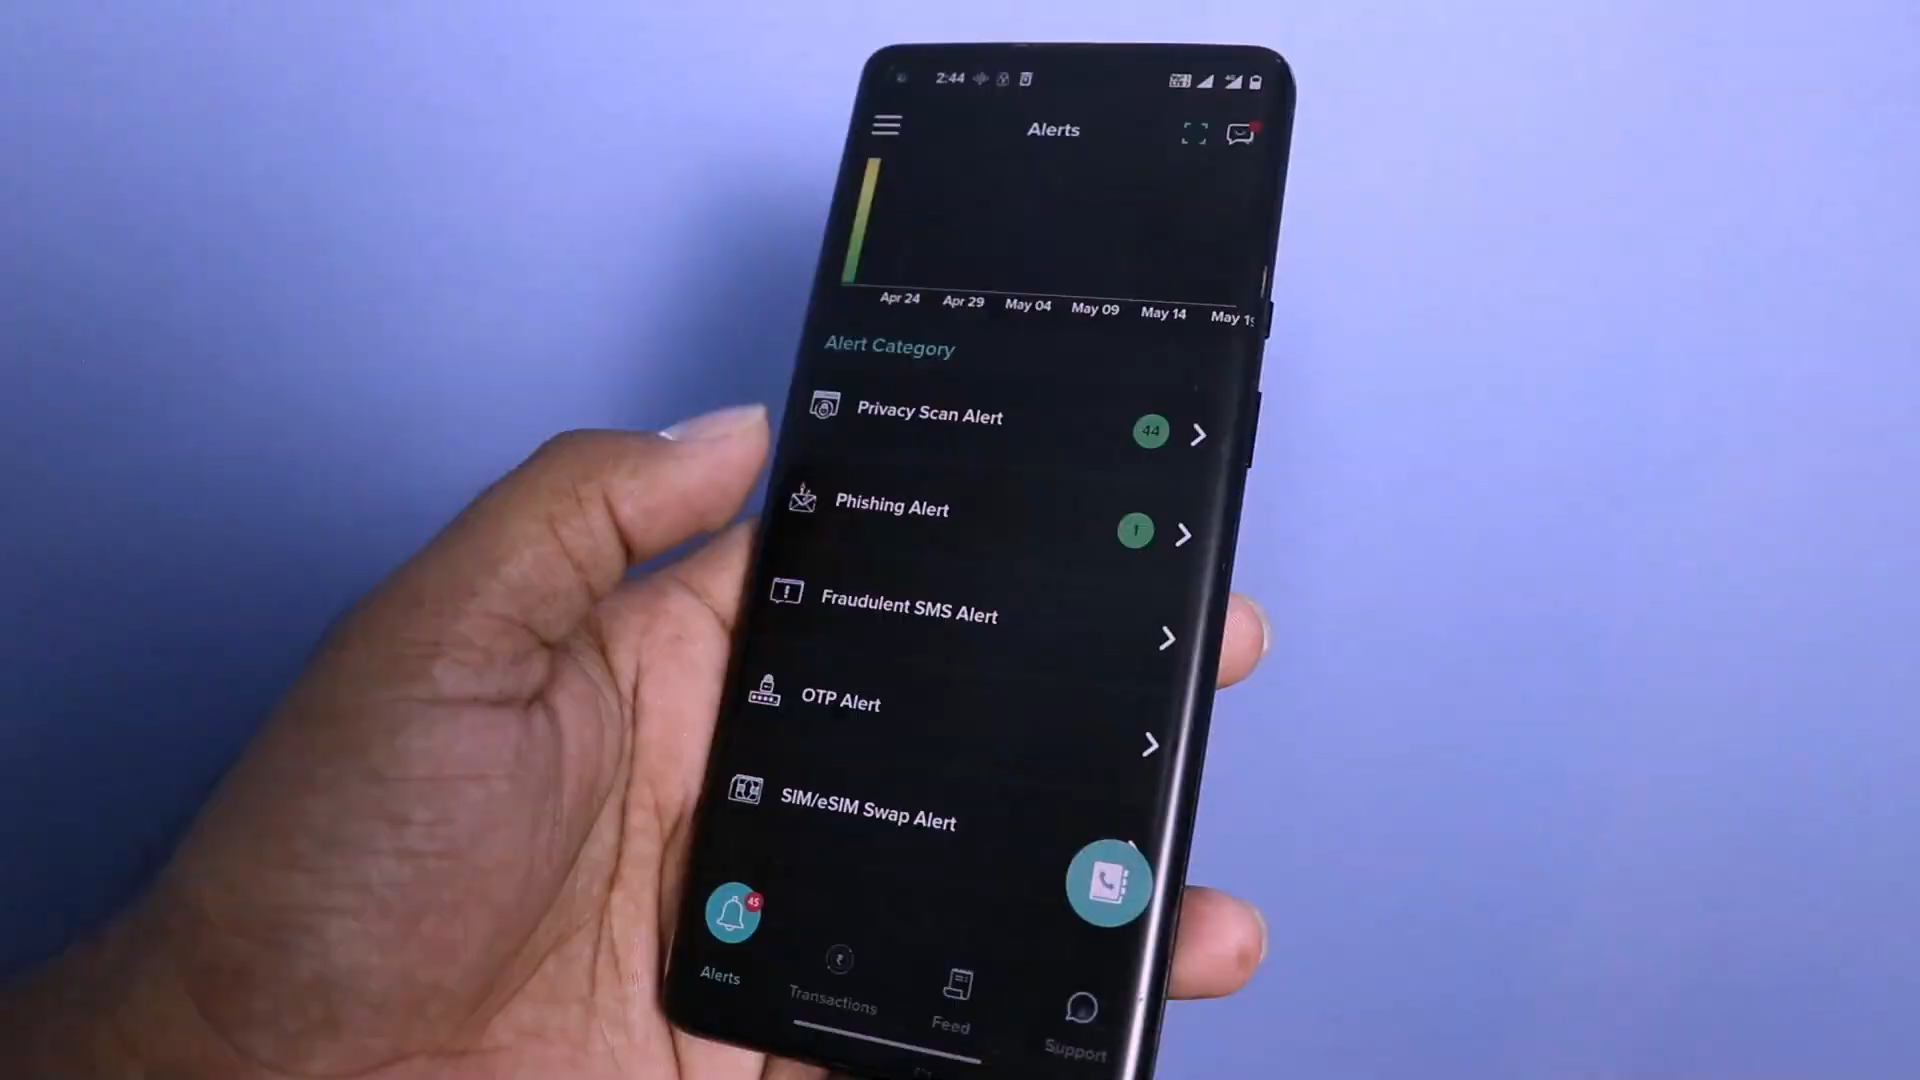 2:44
Alerts
Apr 24 Apr 29 May 04 May 09 May 14 May 19
Alert Category
Privacy Scan Alert 44
Phishing Alert 1
Fraudulent SMS Alert
OTP Alert
SIM/eSIM Swap Alert
45
Alerts
Transactions
Feed
Support